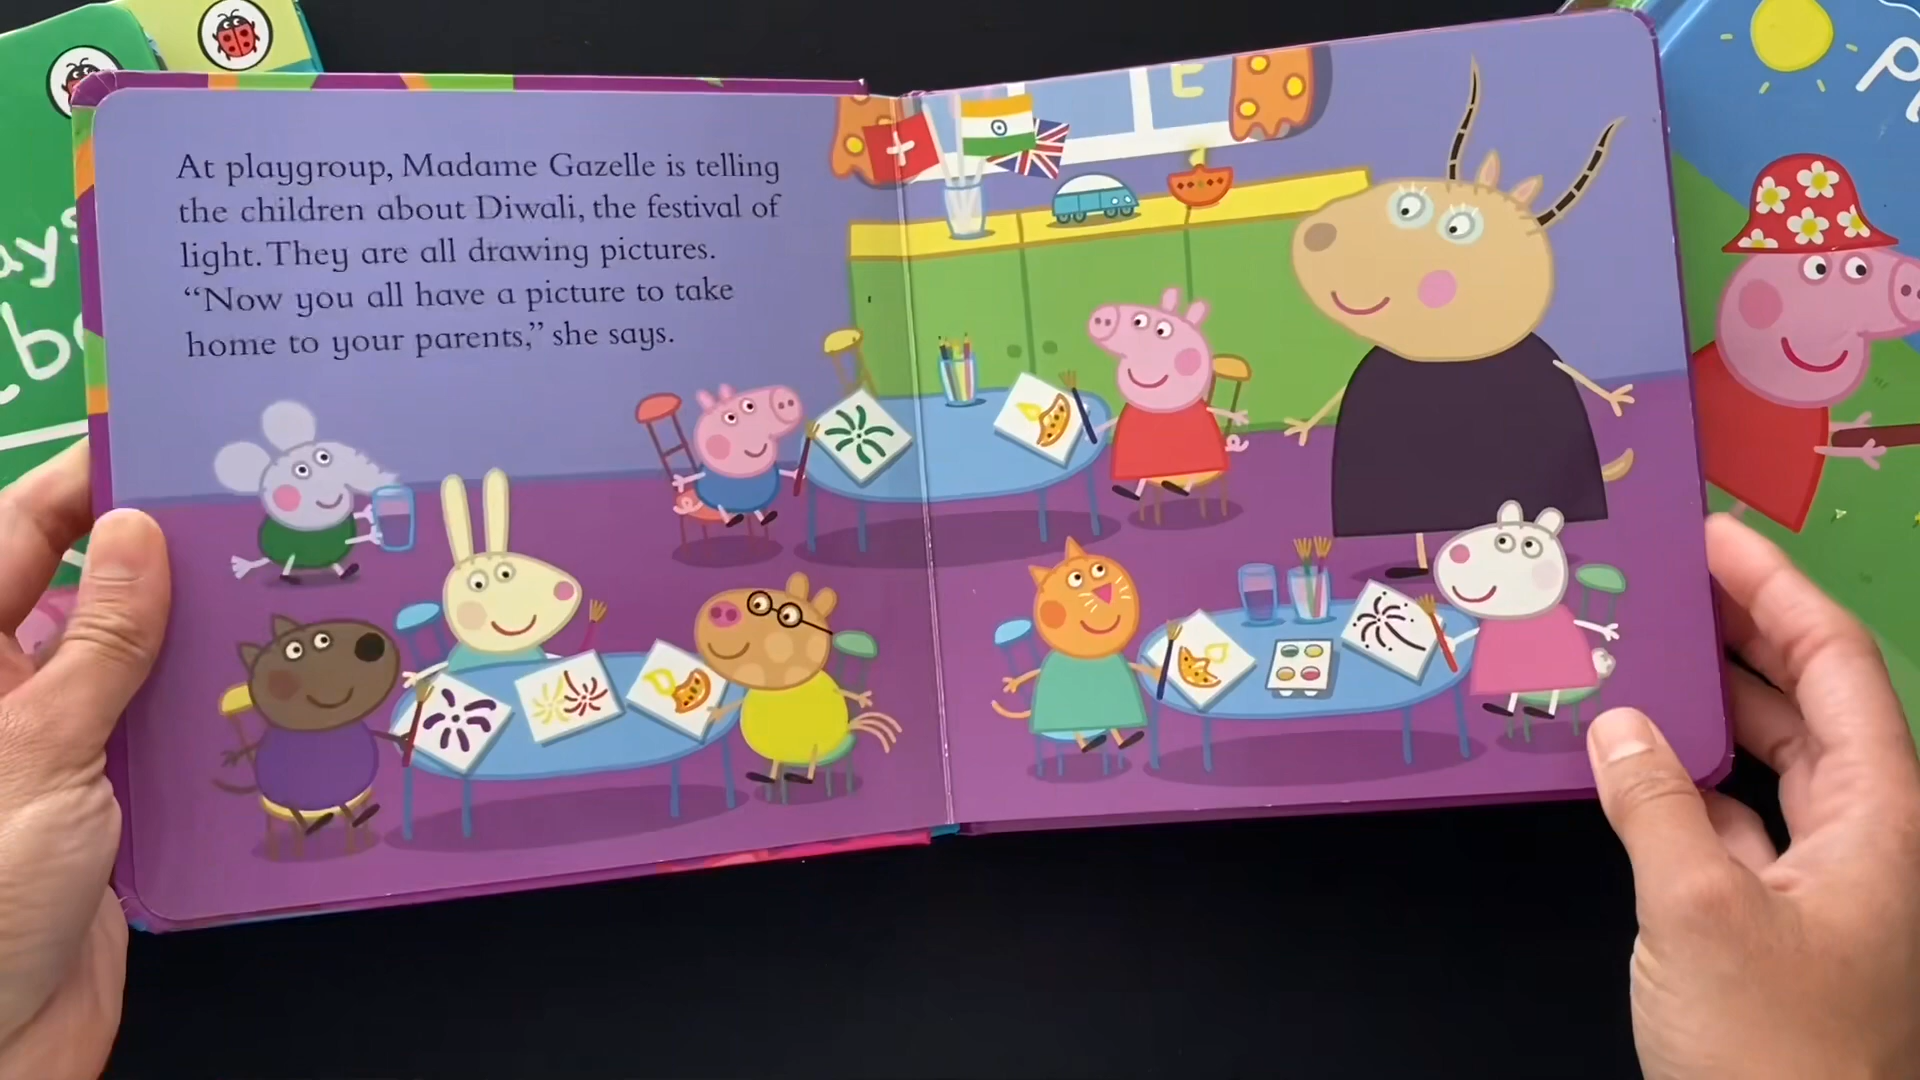 At playgroup, Madame Gazelle is telling
the children about Diwali, the festival of
light. They are all drawing pictures.
“Now you all have a picture to take
home to your parents,” she says.